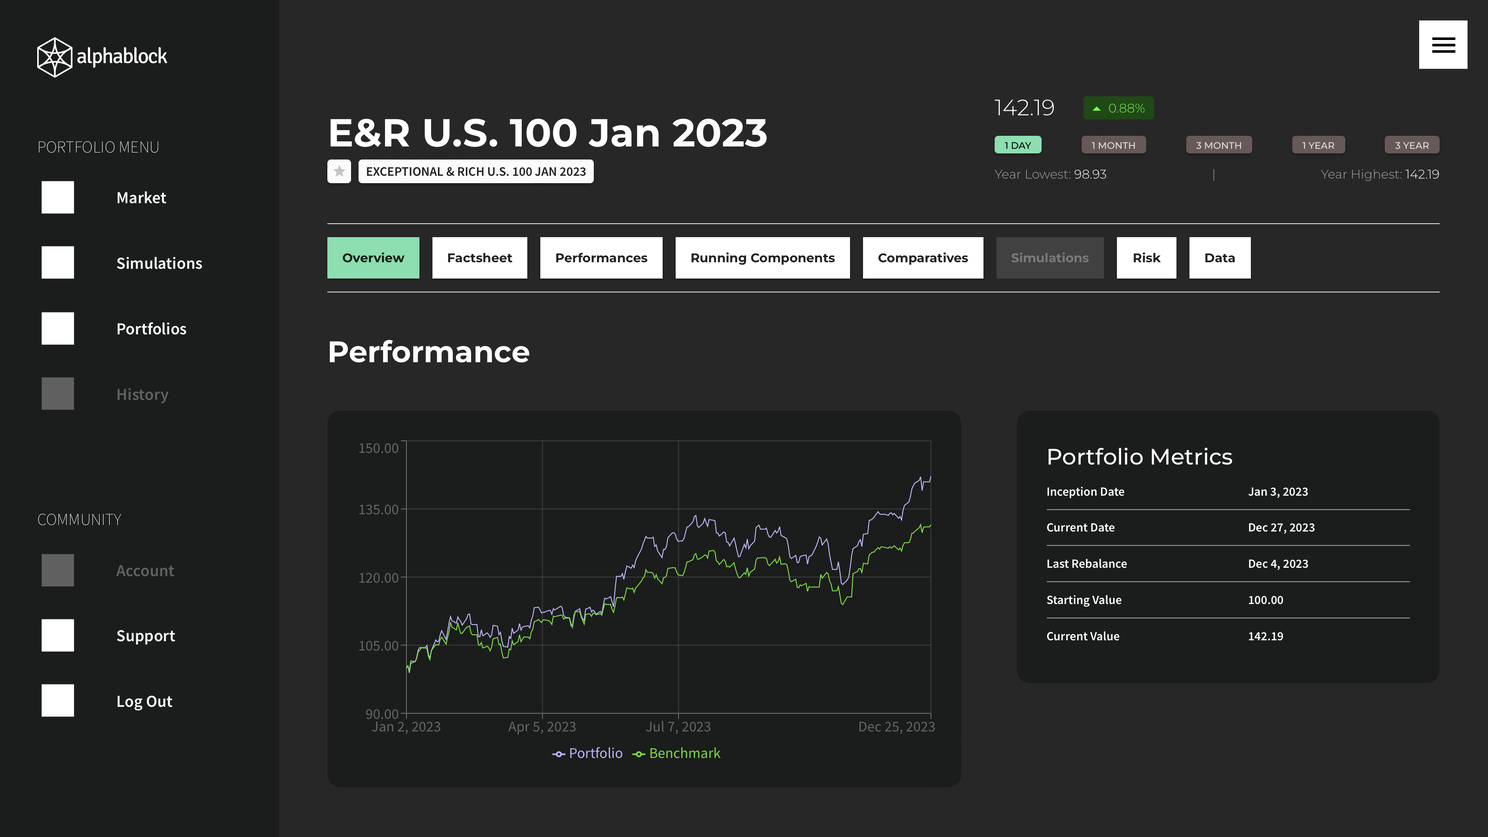 alphablock
PORTFOLIO MENU
Market
Simulations
Portfolios
History
COMMUNITY
Account
Support
Log Out
E&R U.S. 100 Jan 2023
EXCEPTIONAL & RICH U.S. 100 JAN 2023
142.19 0.88%
1 DAY 1 MONTH 3 MONTH 1 YEAR 3 YEAR
Year Lowest: 98.93 | Year Highest: 142.19
Overview Factsheet Performances Running Components Comparatives Simulations Risk Data
Performance
150.00
135.00
120.00
105.00
90.00
Jan 2, 2023 Apr 5, 2023 Jul 7, 2023 Dec 25, 2023
Portfolio Benchmark
Portfolio Metrics
Inception Date Jan 3, 2023
Current Date Dec 27, 2023
Last Rebalance Dec 4, 2023
Starting Value 100.00
Current Value 142.19